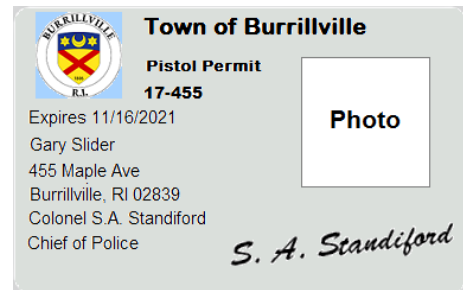 BURRILLVILLE
R.I.
Town of Burrillville
Pistol Permit
17-455
Photo
Expires 11/16/2021
Gary Slider
455 Maple Ave
Burrillville, RI 02839
Colonel S.A. Standiford
Chief of Police
S. A. Standiford